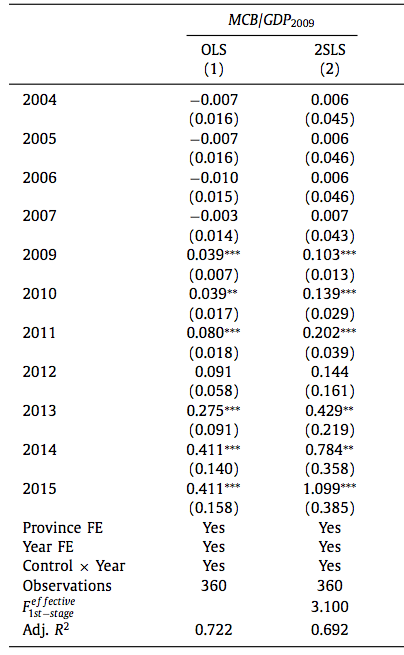 MCB/GDP2009
OLS 2SLS
(1) (2)
2004 −0.007 0.006
(0.016) (0.045)
2005 −0.007 0.006
(0.016) (0.046)
2006 −0.010 0.006
(0.015) (0.046)
2007 −0.003 0.007
(0.014) (0.043)
2009 0.039*** 0.103***
(0.007) (0.013)
2010 0.039** 0.139***
(0.017) (0.029)
2011 0.080*** 0.202***
(0.018) (0.039)
2012 0.091 0.144
(0.058) (0.161)
2013 0.275*** 0.429**
(0.091) (0.219)
2014 0.411*** 0.784**
(0.140) (0.358)
2015 0.411*** 1.099***
(0.158) (0.385)
Province FE Yes Yes
Year FE Yes Yes
Control × Year Yes Yes
Observations 360 360
F effective 1st−stage 3.100
Adj. R2 0.722 0.692